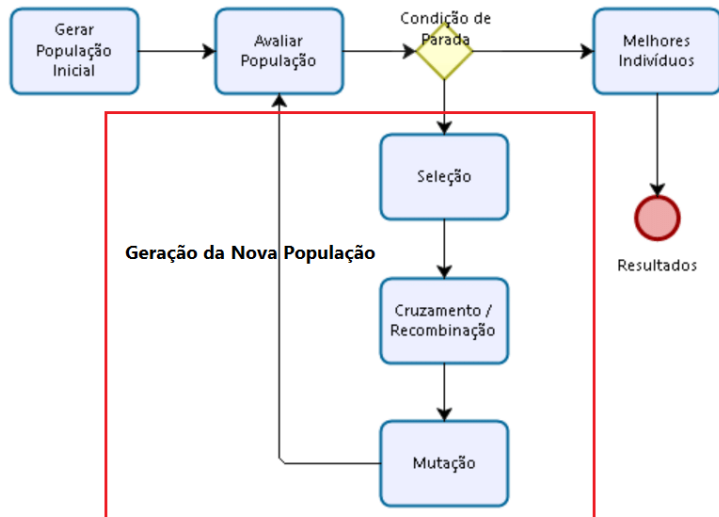 Gerar
População
Inicial
Avaliar
População
Condição de
Parada
Melhores
Indivíduos
Seleção
Geração da Nova População
Resultados
Cruzamento /
Recombinação
Mutação